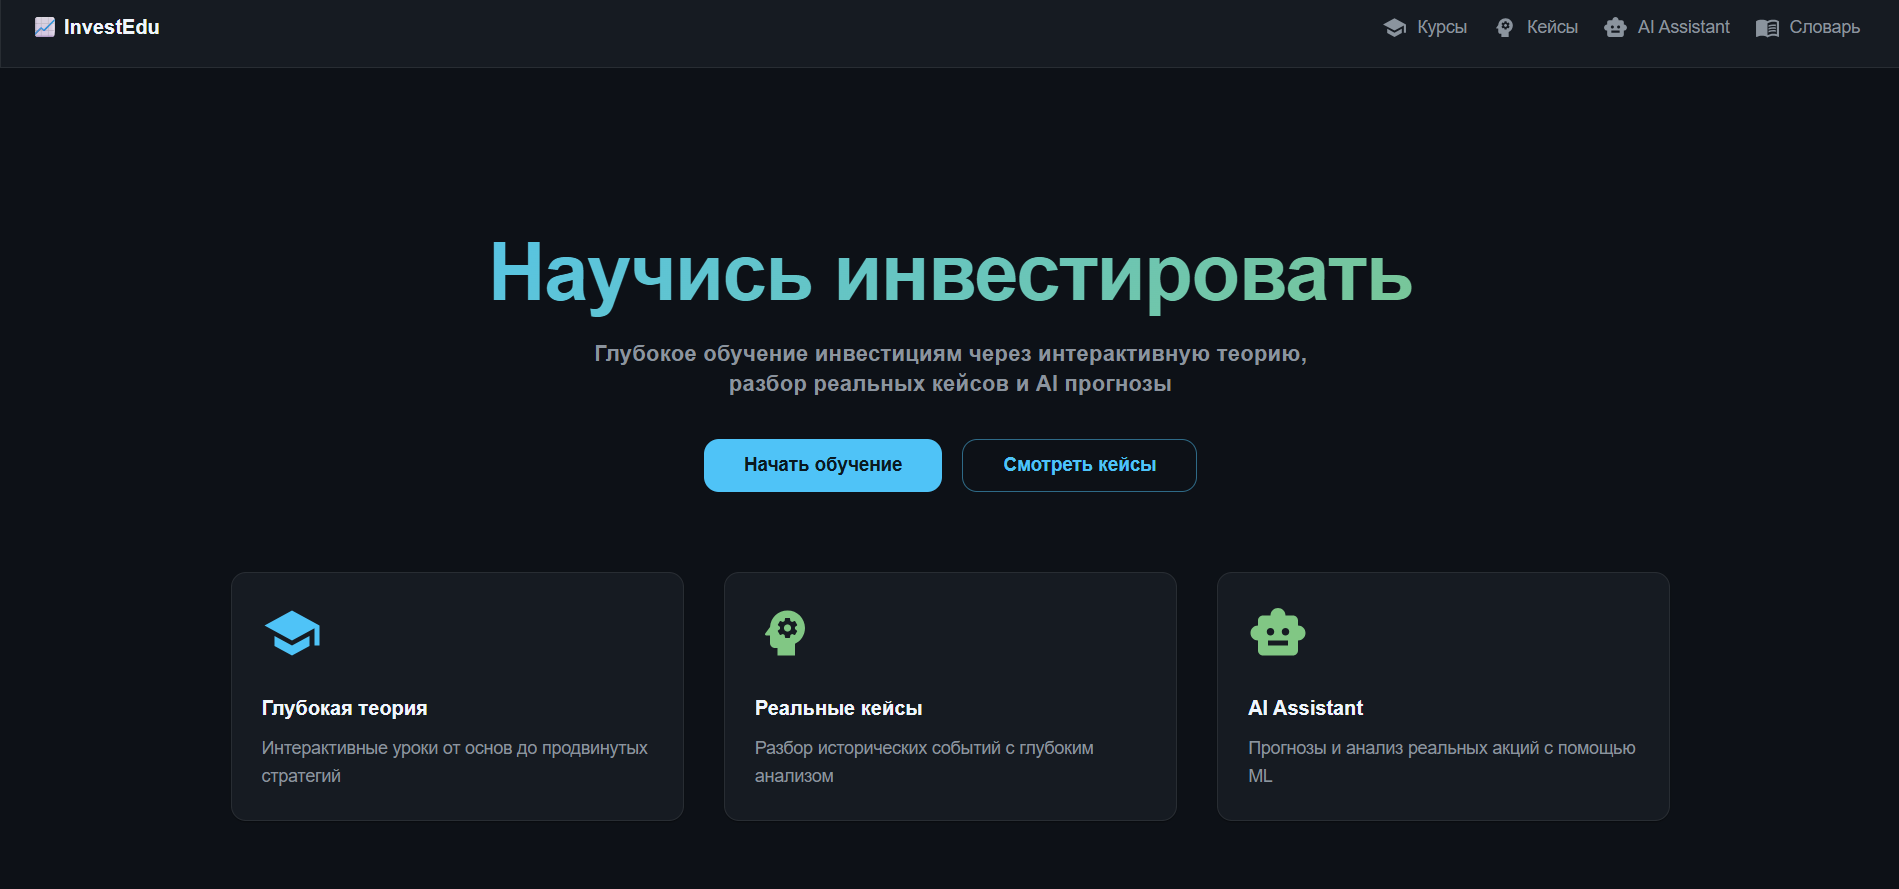 InvestEdu
Курсы
Кейсы
AI Assistant
Словарь
Научись инвестировать
Глубокое обучение инвестициям через интерактивную теорию,
разбор реальных кейсов и AI прогнозы
Начать обучение
Смотреть кейсы
Глубокая теория
Интерактивные уроки от основ до продвинутых
стратегий
Реальные кейсы
Разбор исторических событий с глубоким
анализом
AI Assistant
Прогнозы и анализ реальных акций с помощью
ML